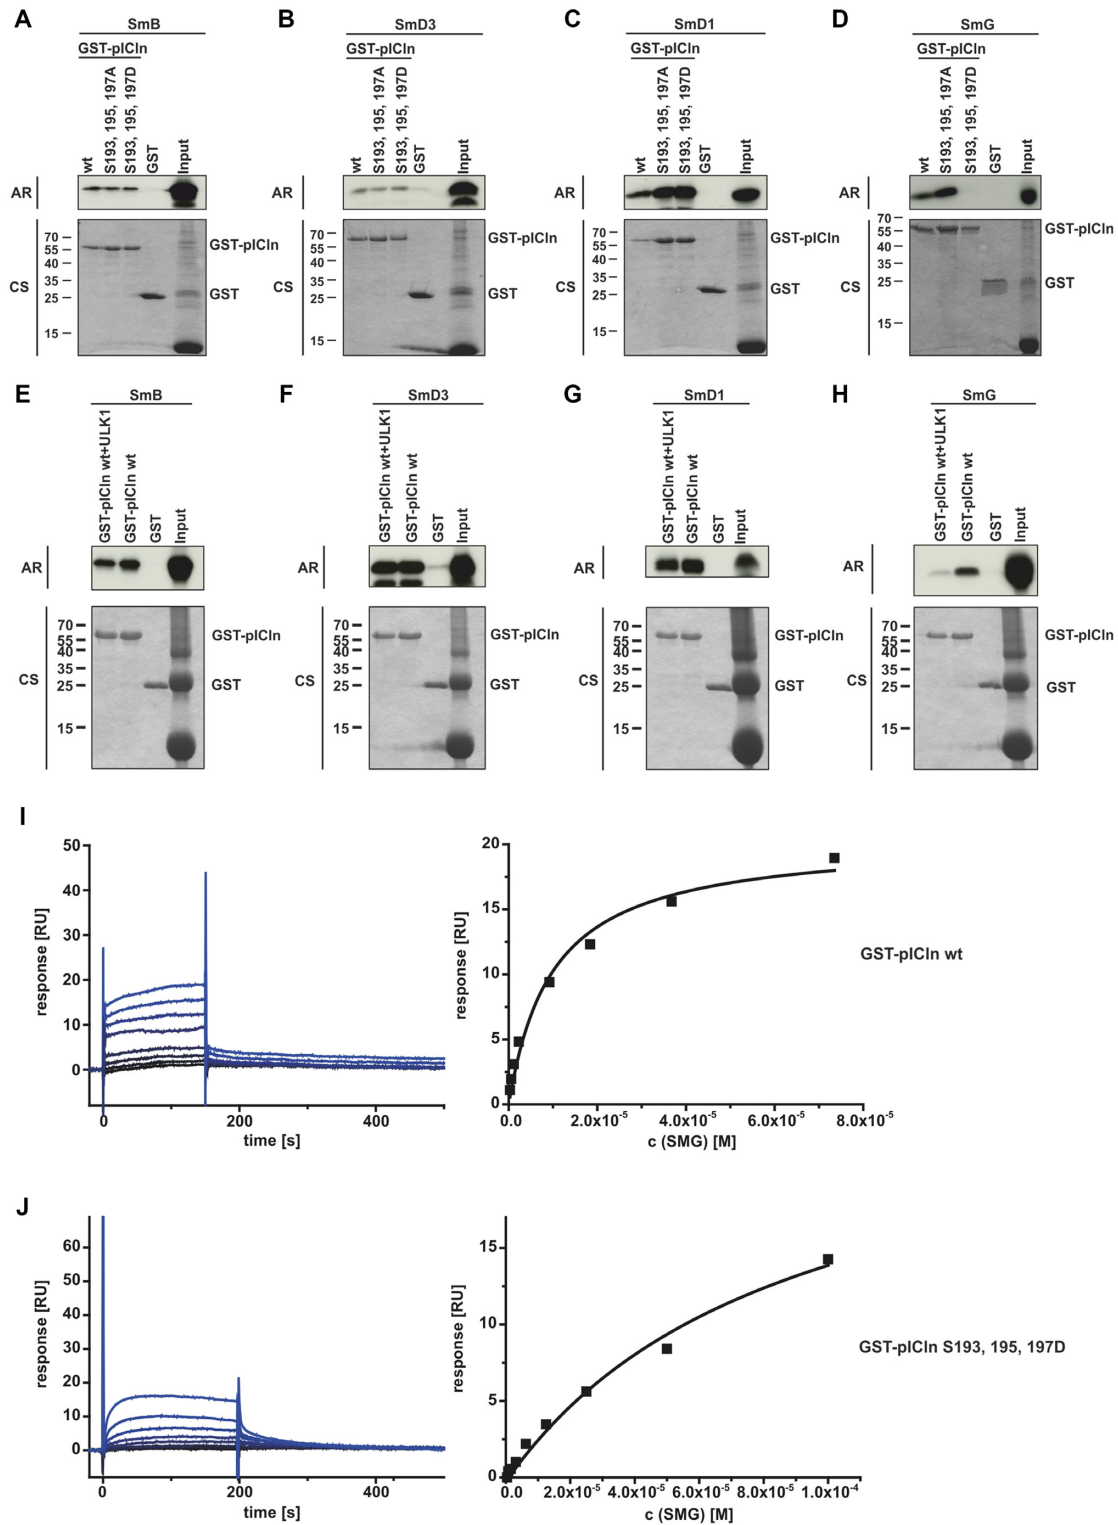 A
SmB
GST-pICln
wt
S193, 195, 197A
S193, 195, 197D
GST
Input
AR
CS
70
55
40
35
25
15
GST-pICln
GST
B
SmD3
GST-pICln
wt
S193, 195, 197A
S193, 195, 197D
GST
Input
AR
CS
70
55
40
35
25
15
GST-pICln
GST
C
SmD1
GST-pICln
wt
S193, 195, 197A
S193, 195, 197D
GST
Input
AR
CS
70
55
40
35
25
15
GST-pICln
GST
D
SmG
GST-pICln
wt
S193, 195, 197A
S193, 195, 197D
GST
Input
AR
CS
70
55
40
35
25
15
GST-pICln
GST
E
SmB
GST-pICln wt+ULK1
GST-pICln wt
GST
Input
AR
CS
70
55
40
35
25
15
GST-pICln
GST
F
SmD3
GST-pICln wt+ULK1
GST-pICln wt
GST
Input
AR
CS
70
55
40
35
25
15
GST-pICln
GST
G
SmD1
GST-pICln wt+ULK1
GST-pICln wt
GST
Input
AR
CS
70
55
40
35
25
15
GST-pICln
GST
H
SmG
GST-pICln wt+ULK1
GST-pICln wt
GST
Input
AR
CS
70
55
40
35
25
15
GST-pICln
GST
I
response [RU]
50
40
30
20
10
0
0
200
400
time [s]
response [RU]
20
15
10
5
0
0.0
2.0x10⁻⁵
4.0x10⁻⁵
6.0x10⁻⁵
8.0x10⁻⁵
c (SMG) [M]
GST-pICln wt
J
response [RU]
60
50
40
30
20
10
0
0
200
400
time [s]
response [RU]
15
10
5
0
0.0
2.0x10⁻⁵
4.0x10⁻⁵
6.0x10⁻⁵
8.0x10⁻⁵
1.0x10⁻⁴
c (SMG) [M]
GST-pICln S193, 195, 197D